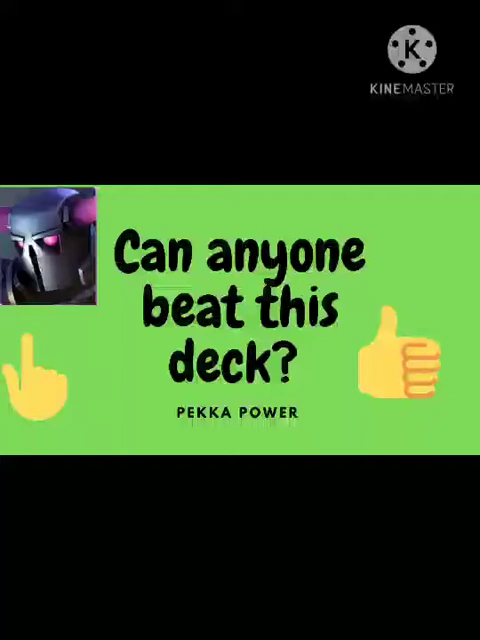 K
KINEMASTER
Can anyone
beat this
deck?
PEKKA POWER